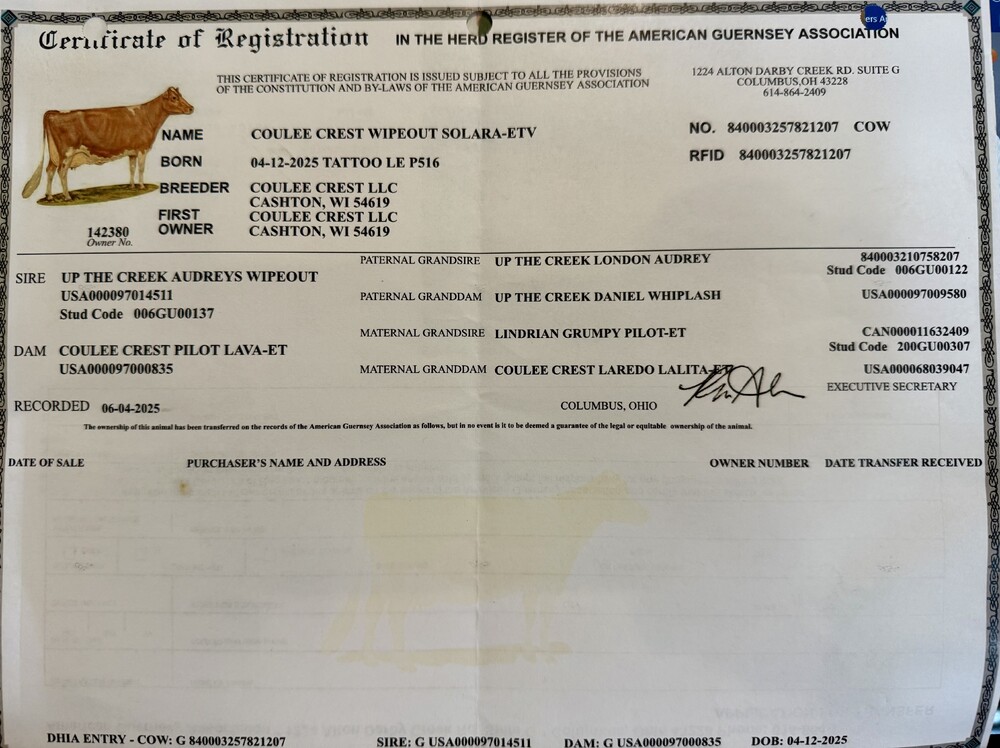 ers A
Certificate of Registration IN THE HERD REGISTER OF THE AMERICAN GUERNSEY ASSOCIATION
THIS CERTIFICATE OF REGISTRATION IS ISSUED SUBJECT TO ALL THE PROVISIONS
OF THE CONSTITUTION AND BY-LAWS OF THE AMERICAN GUERNSEY ASSOCIATION
1224 ALTON DARBY CREEK RD. SUITE G
COLUMBUS,OH 43228
614-864-2409
NAME COULEE CREST WIPEOUT SOLARA-ETV
NO. 840003257821207 COW
BORN 04-12-2025 TATTOO LE P516
RFID 840003257821207
BREEDER COULEE CREST LLC
CASHTON, WI 54619
FIRST OWNER COULEE CREST LLC
CASHTON, WI 54619
142380
Owner No.
SIRE UP THE CREEK AUDREYS WIPEOUT
USA000097014511
Stud Code 006GU00137
PATERNAL GRANDSIRE UP THE CREEK LONDON AUDREY 840003210758207
Stud Code 006GU00122
PATERNAL GRANDDAM UP THE CREEK DANIEL WHIPLASH USA000097009580
MATERNAL GRANDSIRE LINDRIAN GRUMPY PILOT-ET CAN000011632409
Stud Code 200GU00307
DAM COULEE CREST PILOT LAVA-ET
USA000097000835
MATERNAL GRANDDAM COULEE CREST LAREDO LALITA-ET USA000068039047
EXECUTIVE SECRETARY
RECORDED 06-04-2025
COLUMBUS, OHIO
The ownership of this animal has been transferred on the records of the American Guernsey Association as follows, but in no event is it to be deemed a guarantee of the legal or equitable ownership of the animal.
DATE OF SALE PURCHASER'S NAME AND ADDRESS OWNER NUMBER DATE TRANSFER RECEIVED
DHIA ENTRY - COW: G 840003257821207 SIRE: G USA000097014511 DAM: G USA000097000835 DOB: 04-12-2025